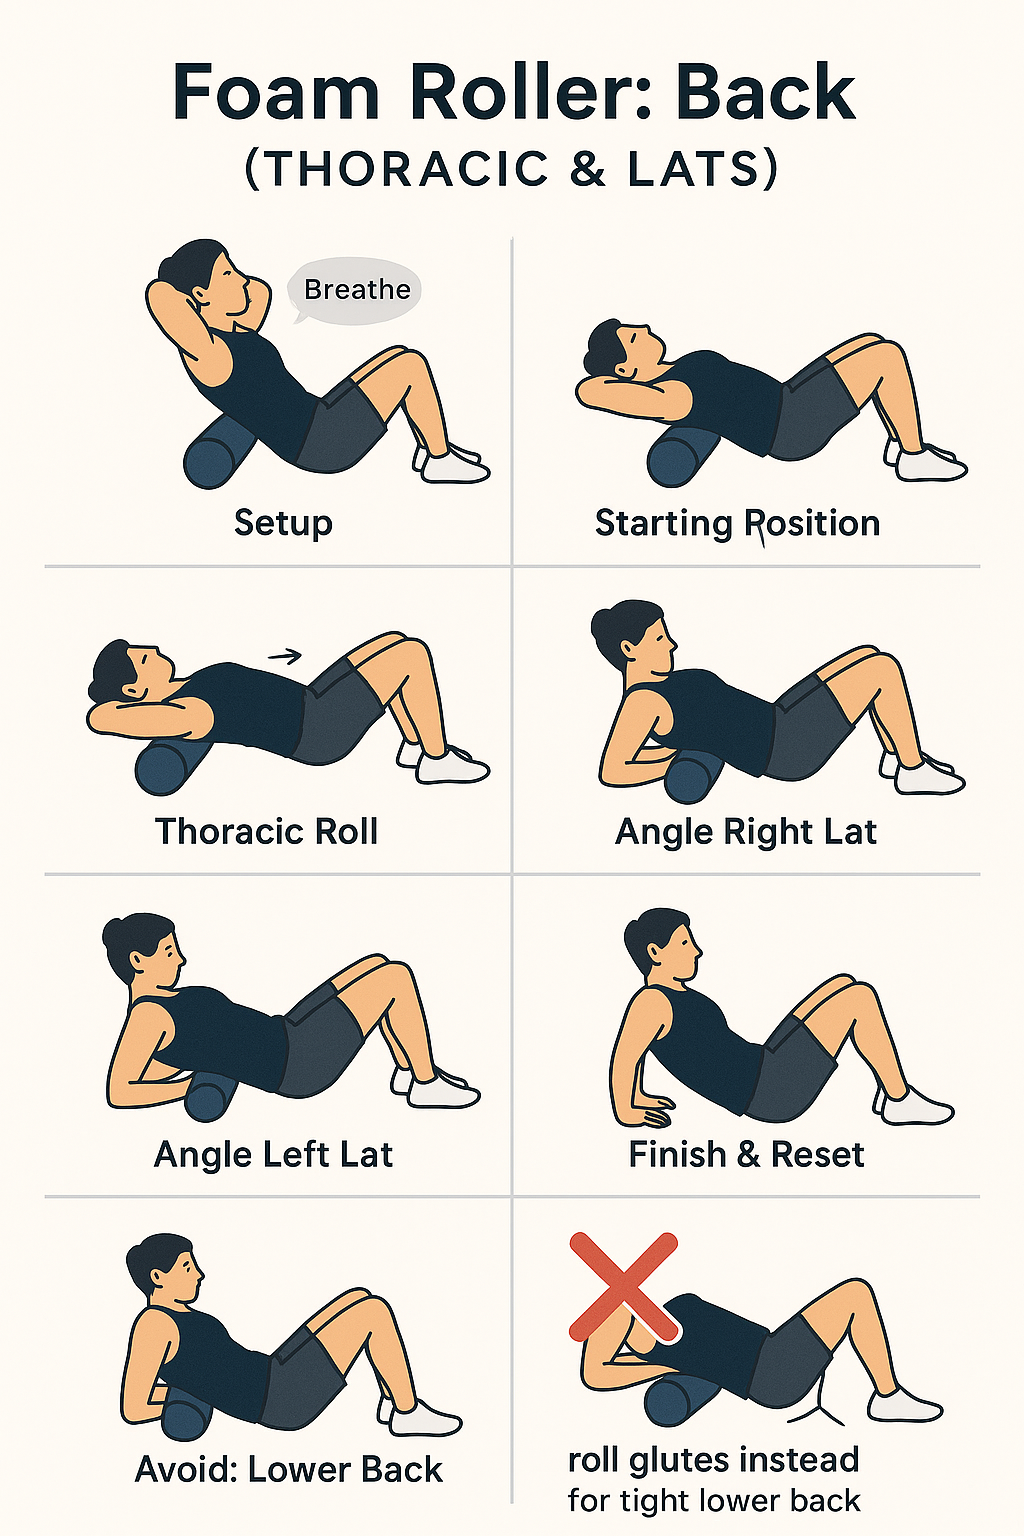 Foam Roller: Back
(THORACIC & LATS)
Breathe
Setup
Starting Position
Thoracic Roll
Angle Right Lat
Angle Left Lat
Finish & Reset
Avoid: Lower Back
roll glutes instead
for tight lower back